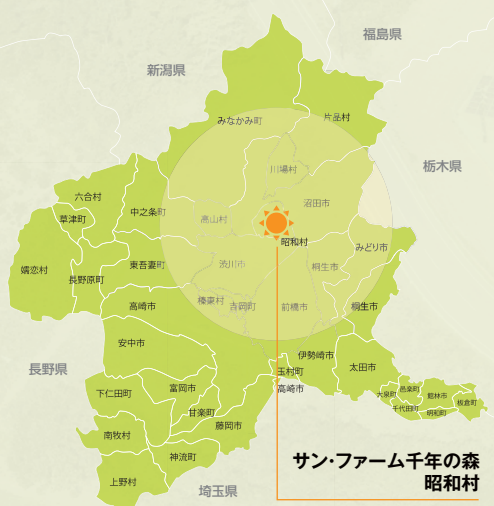 福島県
新潟県
みなかみ町
片品村
栃木県
川場村
六合村
沼田市
中之条町
草津町
高山村
昭和村
みどり市
嬬恋村
東吾妻町
渋川市
桐生市
長野原町
榛東村
吉岡町
前橋市
桐生市
高崎市
安中市
伊勢崎市
長野県
玉村町
太田市
高崎市
富岡市
下仁田町
大泉町
邑楽町
館林市
板倉町
千代田町
明和町
甘楽町
藤岡市
南牧村
神流町
上野村
埼玉県
サン・ファーム千年の森
昭和村